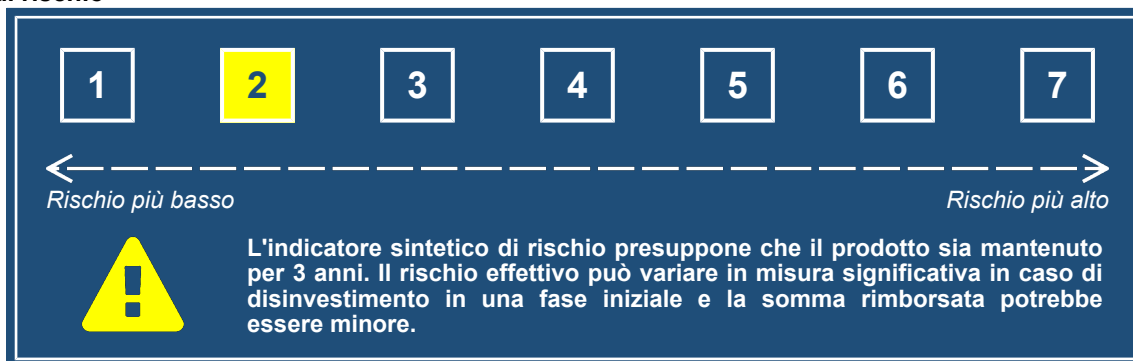 di rischio
1 2 3 4 5 6 7
Rischio più basso Rischio più alto
L'indicatore sintetico di rischio presuppone che il prodotto sia mantenuto
per 3 anni. Il rischio effettivo può variare in misura significativa in caso di
disinvestimento in una fase iniziale e la somma rimborsata potrebbe
essere minore.